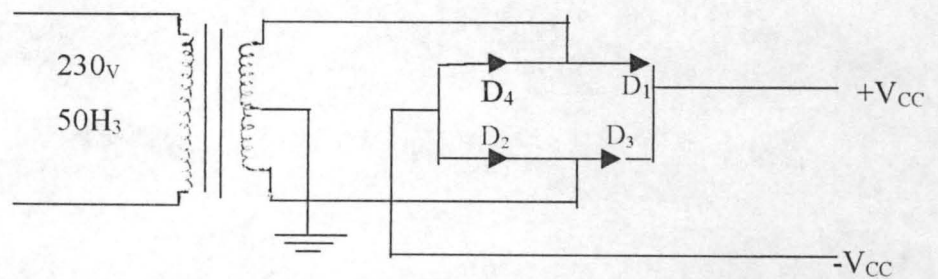 230V
D4
D1
+VCC
50H3
D2
D3
-VCC